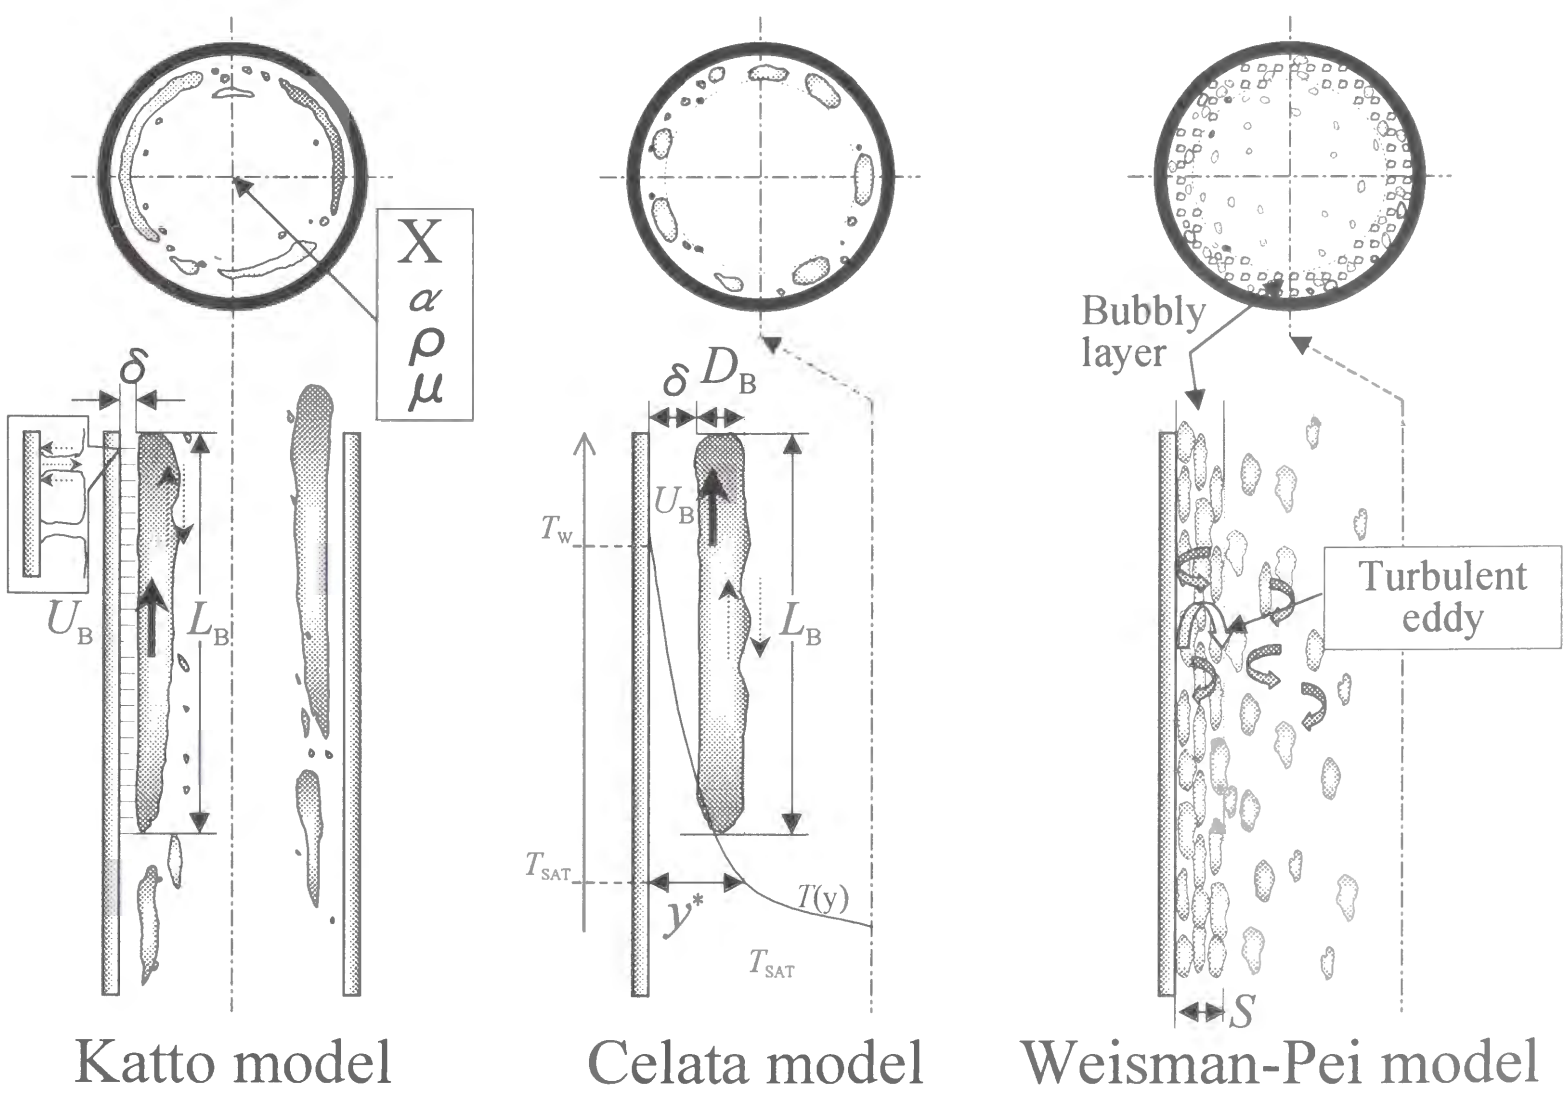 X
α
ρ
μ
δ
U_B
L_B
Katto model
δ
D_B
U_B
T_W
L_B
T_SAT
y*
T(y)
T_SAT
Celata model
Bubbly
layer
Turbulent
eddy
S
Weisman-Pei model